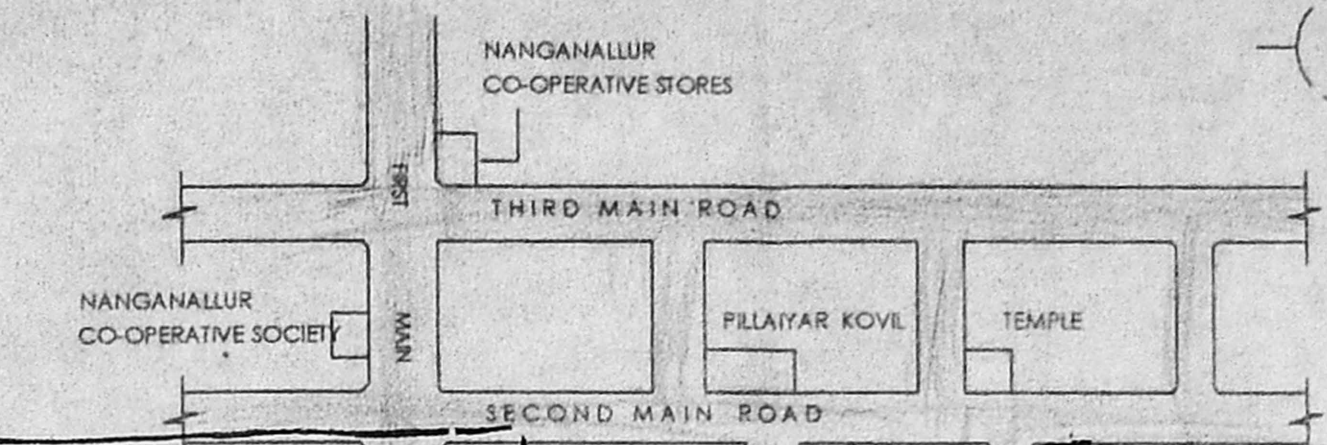 NANGANALLUR
CO-OPERATIVE STORES
FIRST
THIRD MAIN ROAD
NANGANALLUR
CO-OPERATIVE SOCIETY
MAIN
PILLAIYAR KOVIL
TEMPLE
SECOND MAIN ROAD